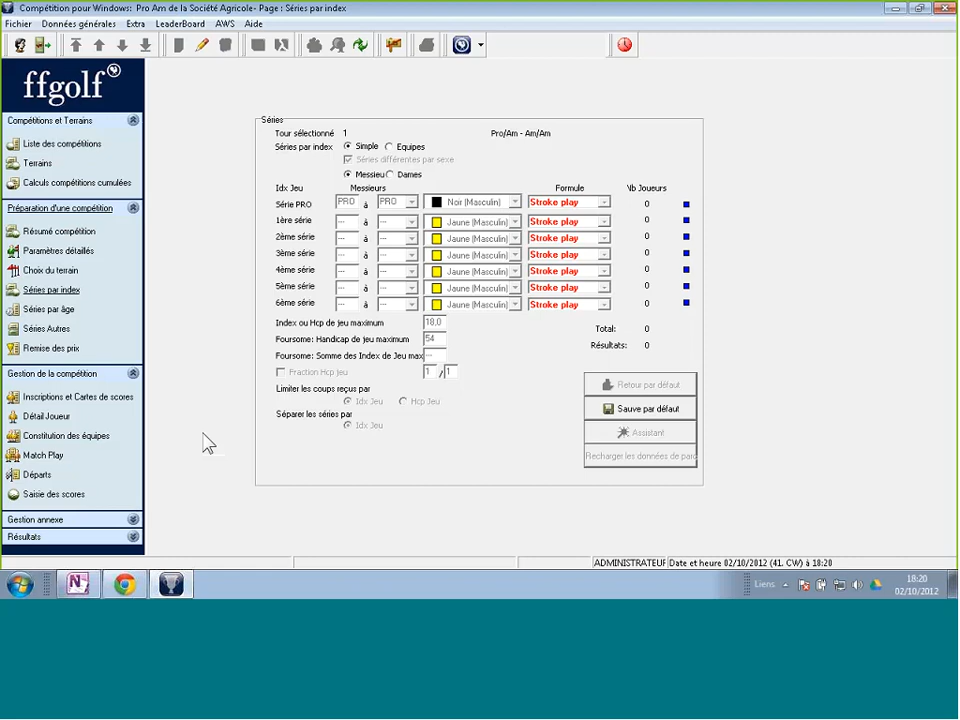 Compétition pour Windows: Pro Am de la Société Agricole- Page : Séries par index
Fichier Données générales Extra LeaderBoard AWS Aide
ffgolf
Compétitions et Terrains
Liste des compétitions
Terrains
Calculs compétitions cumulées
Préparation d'une compétition
Résumé compétition
Paramètres détaillés
Choix du terrain
Séries par index
Séries par âge
Séries Autres
Remise des prix
Gestion de la compétition
Inscriptions et Cartes de scores
Détail Joueur
Constitution des équipes
Match Play
Départs
Saisie des scores
Gestion annexe
Résultats
Séries
Tour sélectionné 1 Pro/Am - Am/Am
Séries par index Simple Equipes
Séries différentes par sexe
Messieu Dames
Idx Jeu Messieurs Formule Nb Joueurs
Série PRO PRO à PRO Noir (Masculin) Stroke play 0
1ère série --- à --- Jaune (Masculin) Stroke play 0
2ème série --- à --- Jaune (Masculin) Stroke play 0
3ème série --- à --- Jaune (Masculin) Stroke play 0
4ème série --- à --- Jaune (Masculin) Stroke play 0
5ème série --- à --- Jaune (Masculin) Stroke play 0
6ème série --- à --- Jaune (Masculin) Stroke play 0
Index ou Hcp de jeu maximum 18,0
Foursome: Handicap de jeu maximum 54
Foursome: Somme des Index de Jeu max ---
Fraction Hcp jeu 1 / 1
Limiter les coups reçus par
Idx Jeu Hcp Jeu
Séparer les séries par
Idx Jeu
Total: 0
Résultats: 0
Retour par défaut
Sauve par défaut
Assistant
Recharger les données de parc
ADMINISTRATEUF Date et heure 02/10/2012 (41. CW) à 18:20
Liens
18:20
02/10/2012